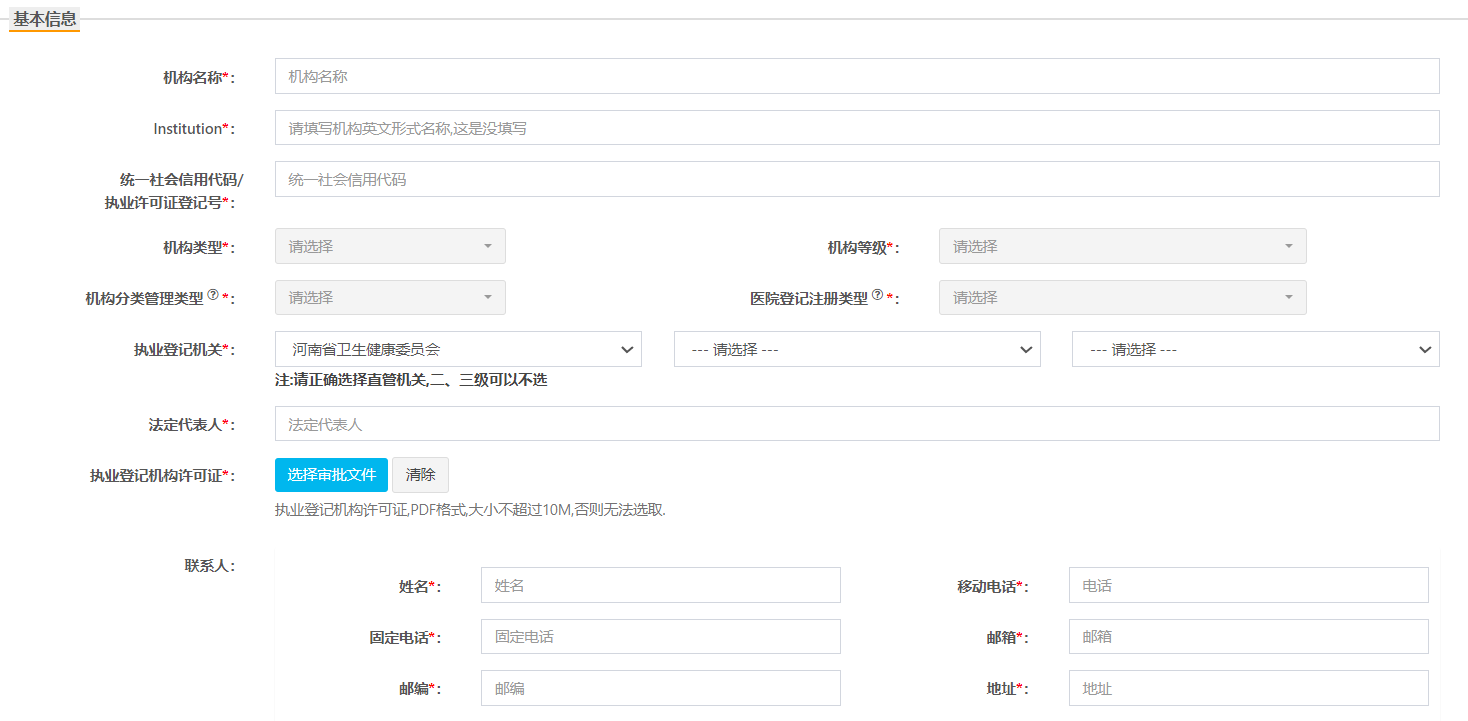 基本信息
机构名称*： 机构名称
Institution*： 请填写机构英文形式名称,这是没填写
统一社会信用代码/ 统一社会信用代码
执业许可证登记号*：
机构类型*： 请选择 机构等级*： 请选择
机构分类管理类型?*： 请选择 医院登记注册类型?*： 请选择
执业登记机关*： 河南省卫生健康委员会 --- 请选择 --- --- 请选择 ---
注:请正确选择直管机关,二、三级可以不选
法定代表人*： 法定代表人
执业登记机构许可证*： 选择审批文件 清除
执业登记机构许可证,PDF格式,大小不超过10M,否则无法选取.
联系人：
姓名*： 姓名 移动电话*： 电话
固定电话*： 固定电话 邮箱*： 邮箱
邮编*： 邮编 地址*： 地址